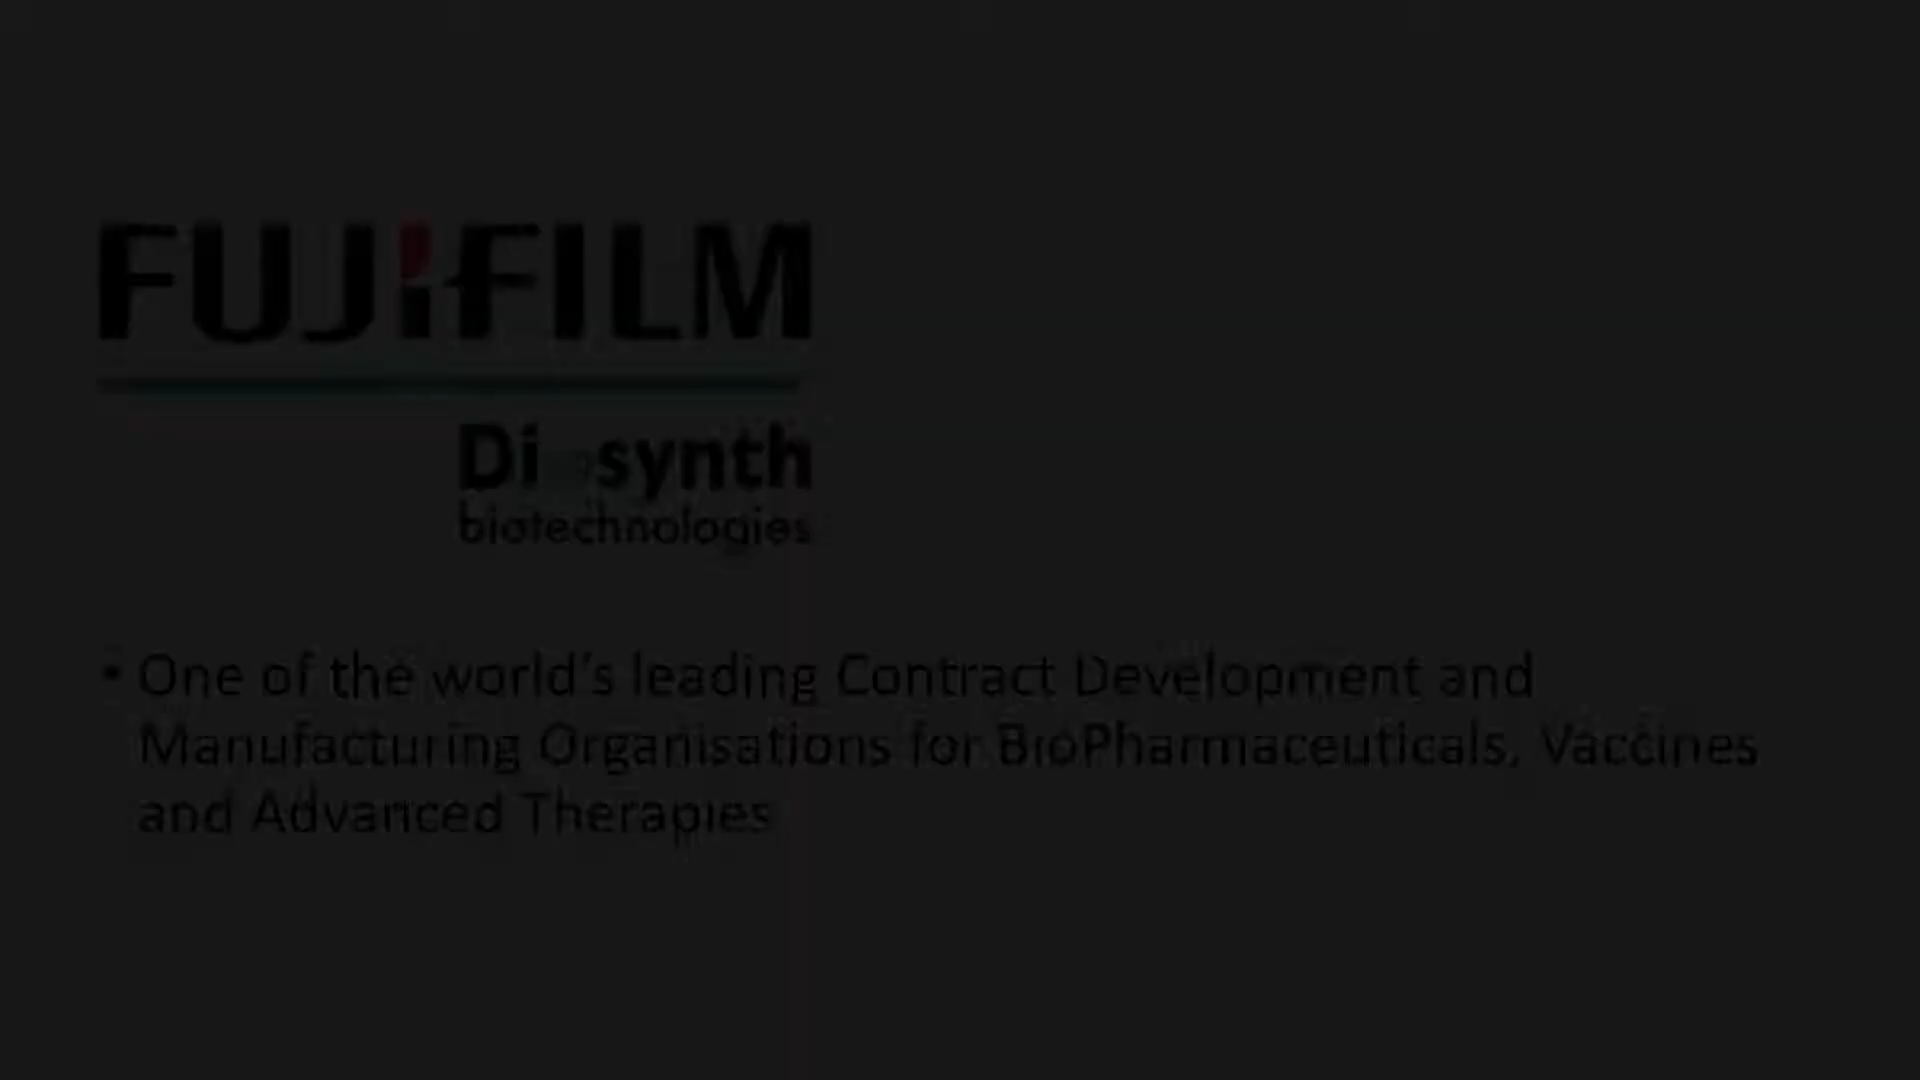 FUJIFILM
Diosynth
biotechnologies
• One of the world's leading Contract Development and
Manufacturing Organisations for BioPharmaceuticals, Vaccines
and Advanced Therapies